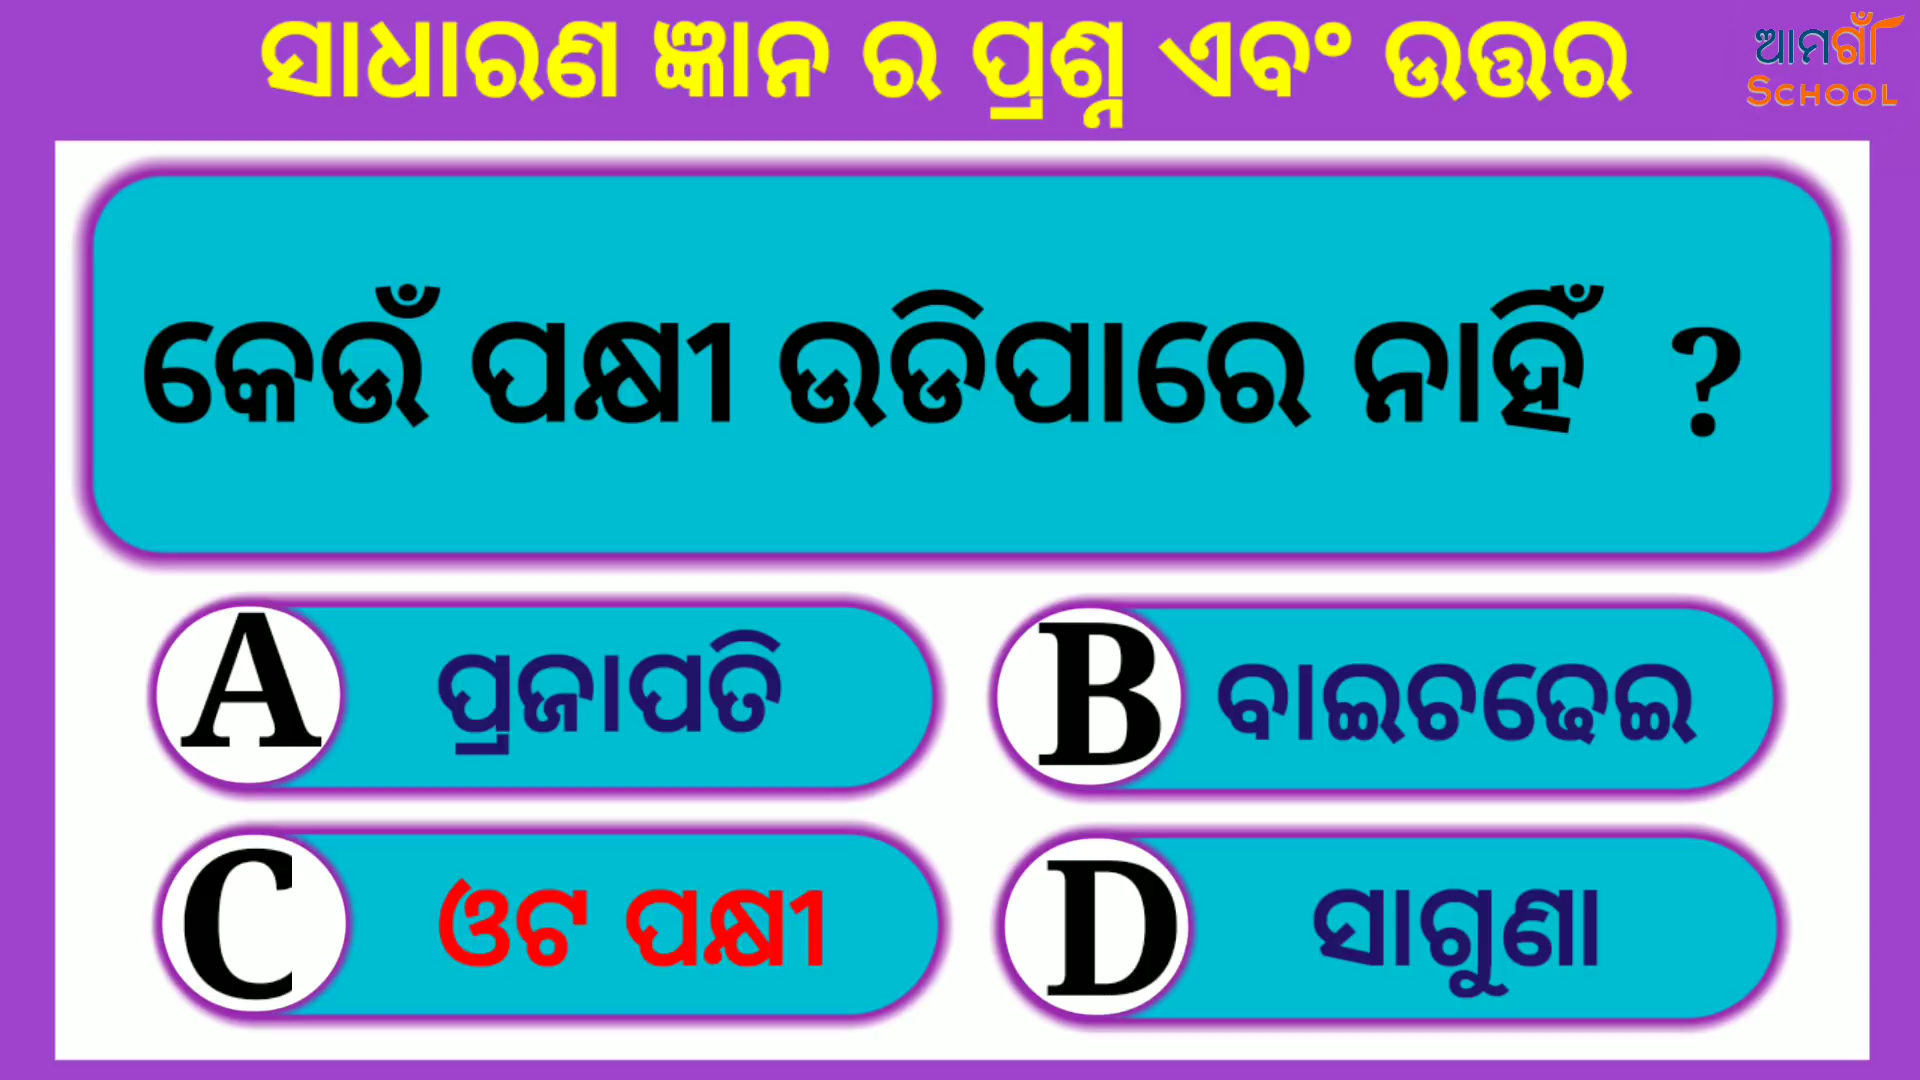 ସାଧାରଣ ଜ୍ଞାନ ର ପ୍ରଶ୍ନ ଏବଂ ଉତ୍ତର
ଆମଗାଁ
SCHOOL
କେଉଁ ପକ୍ଷୀ ଉଡିପାରେ ନାହିଁ ?
A ପ୍ରଜାପତି
B ବାଇଚଢେଇ
C ଓଟ ପକ୍ଷୀ
D ସାଗୁଣା